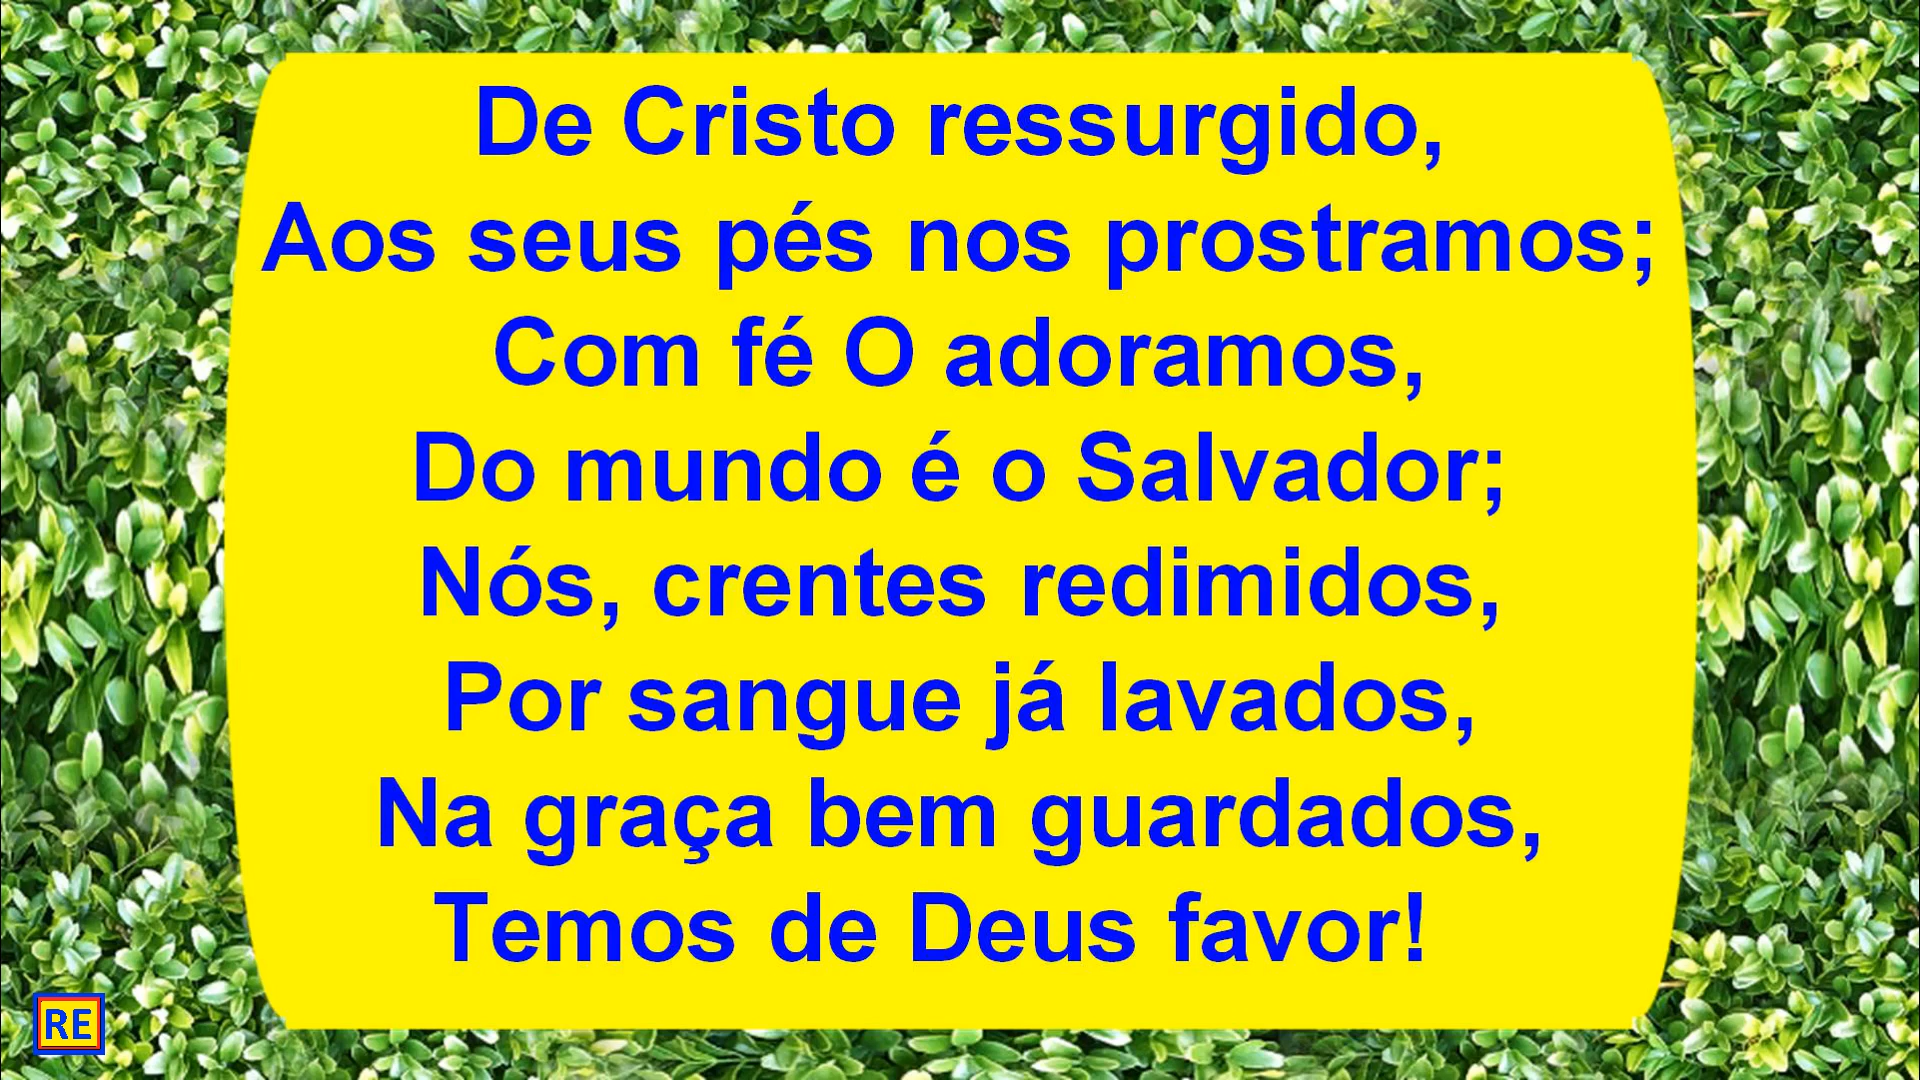 De Cristo ressurgido,
Aos seus pés nos prostramos;
Com fé O adoramos,
Do mundo é o Salvador;
Nós, crentes redimidos,
Por sangue já lavados,
Na graça bem guardados,
Temos de Deus favor!
RE